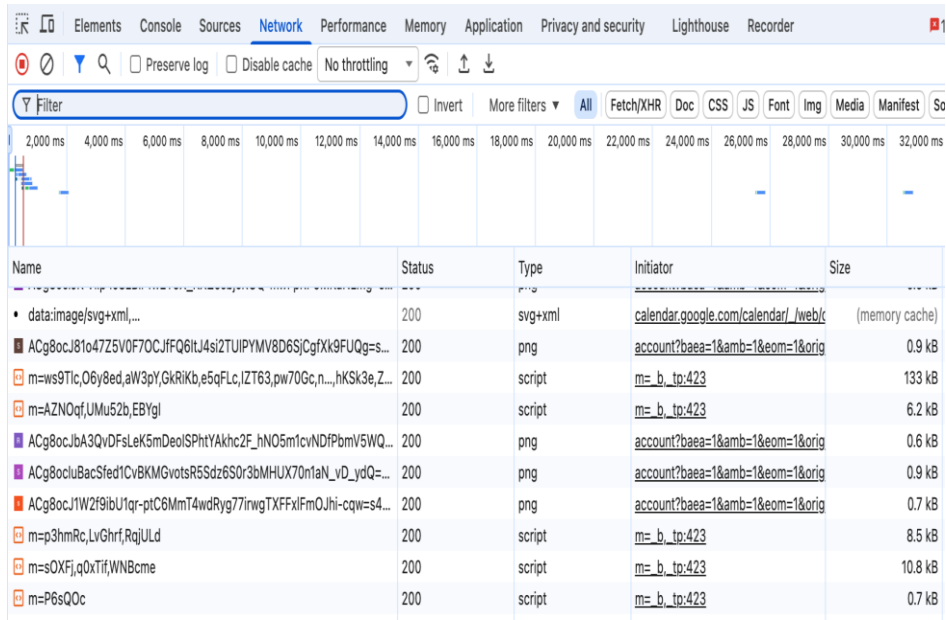 Elements Console Sources Network Performance Memory Application Privacy and security Lighthouse Recorder 1
Preserve log Disable cache No throttling
Filter Invert More filters All Fetch/XHR Doc CSS JS Font Img Media Manifest So
2,000 ms 4,000 ms 6,000 ms 8,000 ms 10,000 ms 12,000 ms 14,000 ms 16,000 ms 18,000 ms 20,000 ms 22,000 ms 24,000 ms 26,000 ms 28,000 ms 30,000 ms 32,000 ms
Name Status Type Initiator Size
data:image/svg+xml,... 200 svg+xml calendar.google.com/calendar/_/web/c (memory cache)
ACg8ocJ81o47Z5V0F7OCJfFQ6ItJ4si2TUIPYMV8D6SjCgfXk9FUQg=s... 200 png account?baea=1&amb=1&eom=1&orig 0.9 kB
m=ws9Tlc,O6y8ed,aW3pY,GkRiKb,e5qFLc,IZT63,pw70Gc,n...,hKSk3e,Z... 200 script m=_b,_tp:423 133 kB
m=AZNOqf,UMu52b,EBYgl 200 script m=_b,_tp:423 6.2 kB
ACg8ocJbA3QvDFsLeK5mDeolSPhtYAkhc2F_hNO5m1cvNDfPbmV5WQ... 200 png account?baea=1&amb=1&eom=1&orig 0.6 kB
ACg8ocIuBacSfed1CvBKMGvotsR5Sdz6S0r3bMHUX70n1aN_vD_ydQ=... 200 png account?baea=1&amb=1&eom=1&orig 0.9 kB
ACg8ocJ1W2f9ibU1qr-ptC6MmT4wdRyg77irwgTXFFxlFmOJhi-cqw=s4... 200 png account?baea=1&amb=1&eom=1&orig 0.7 kB
m=p3hmRc,LvGhrf,RqjULd 200 script m=_b,_tp:423 8.5 kB
m=sOXFj,q0xTif,WNBcme 200 script m=_b,_tp:423 10.8 kB
m=P6sQOc 200 script m=_b,_tp:423 0.7 kB